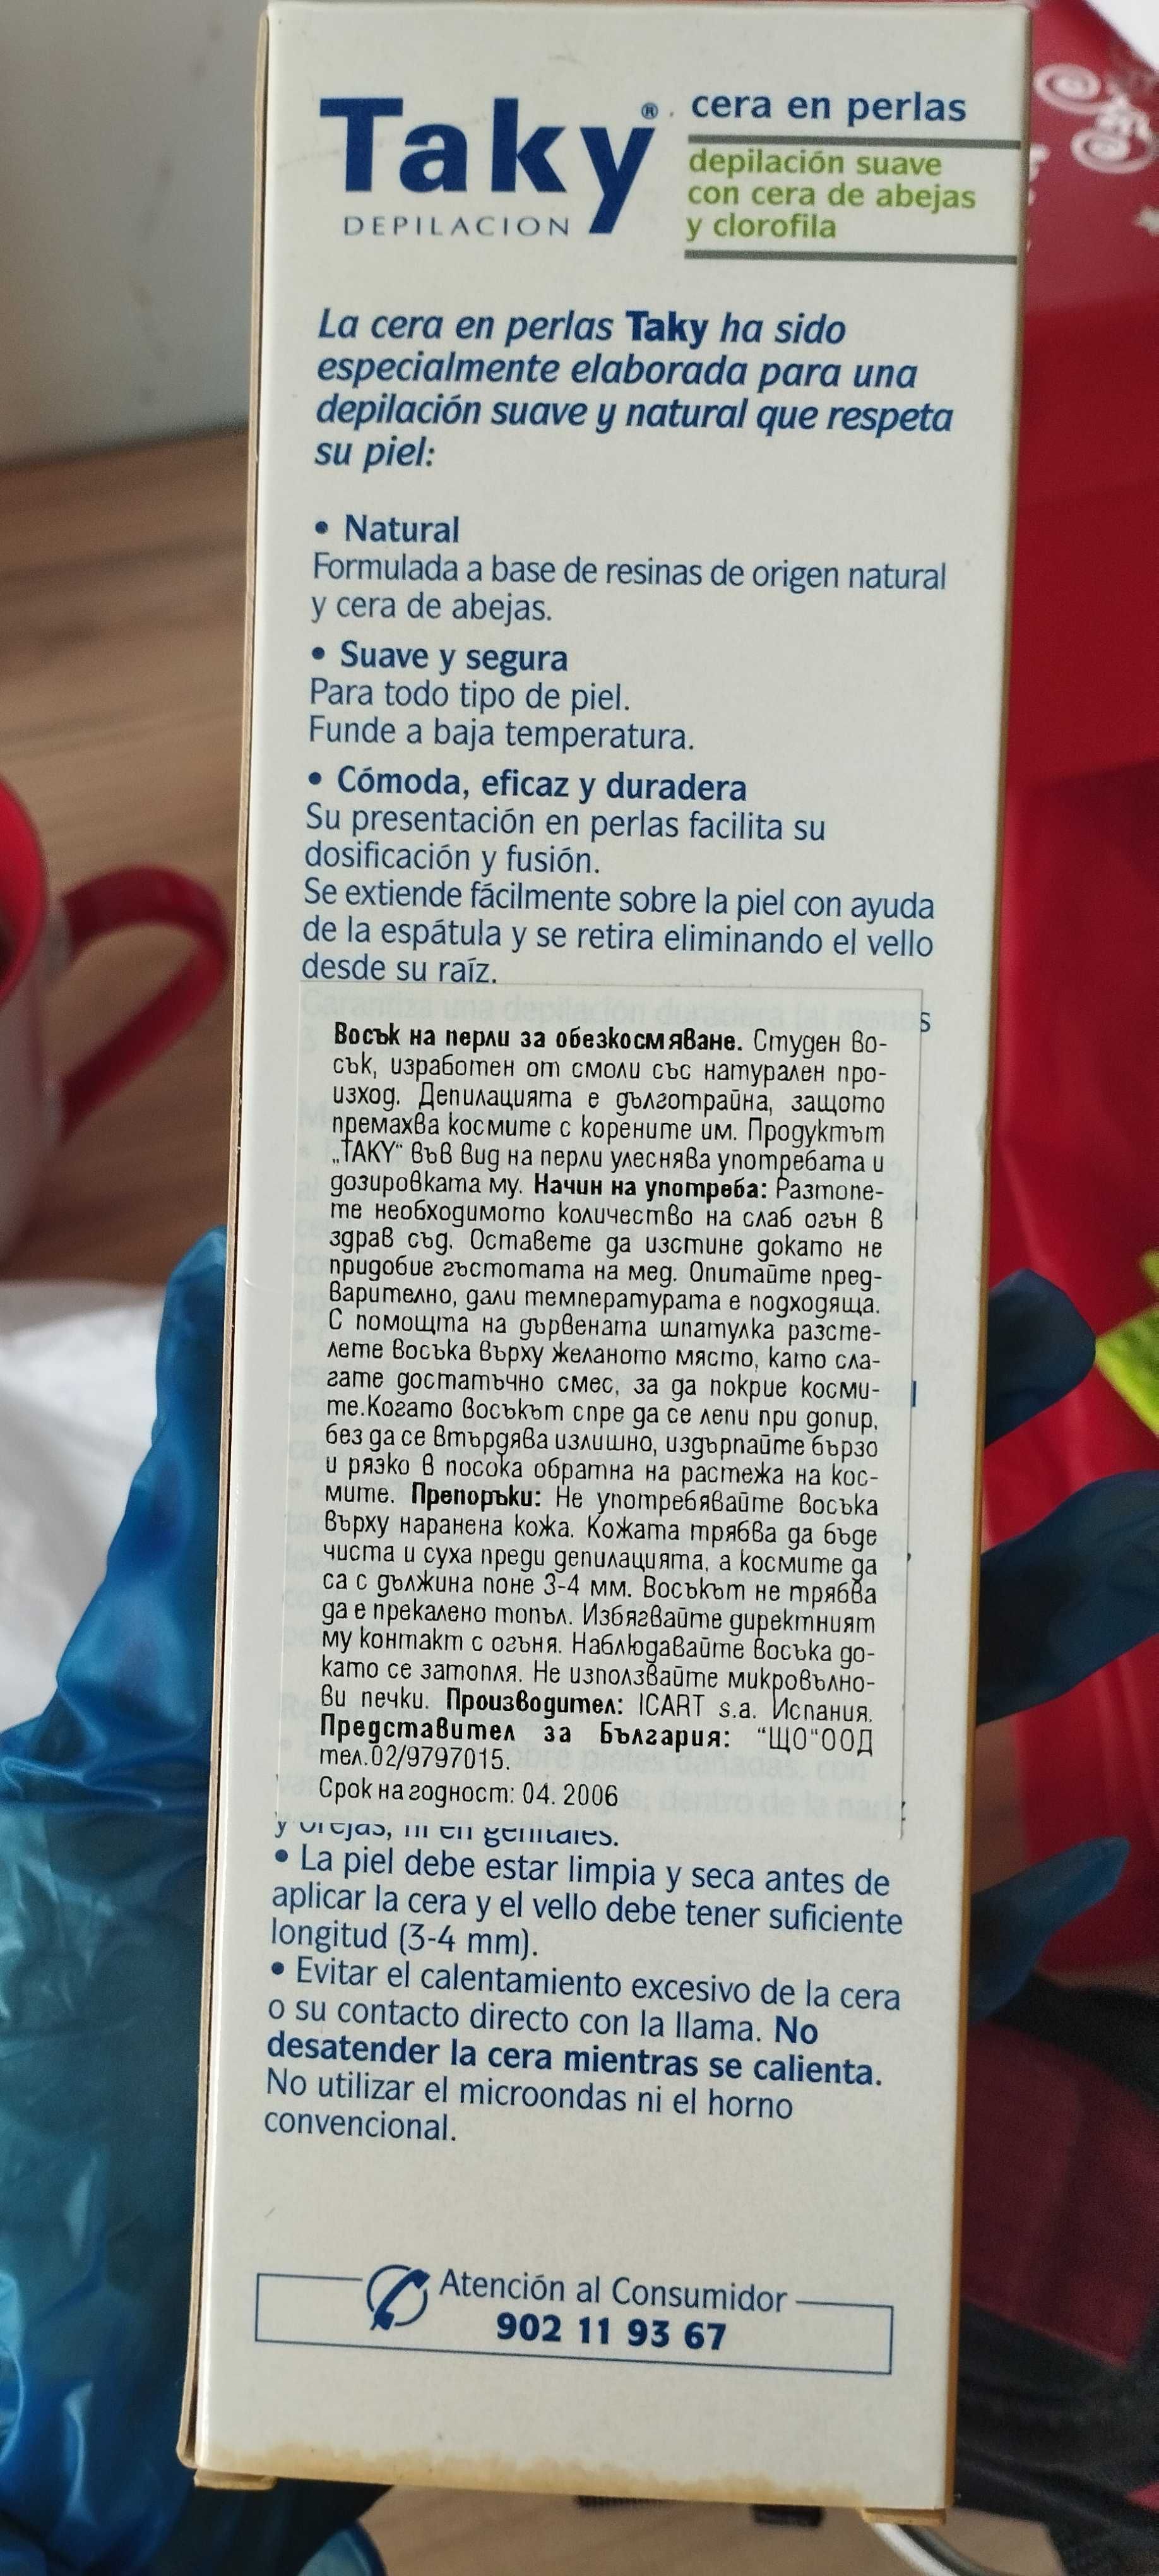 Taky®
DEPILACION
cera en perlas
depilación suave
con cera de abejas
y clorofila
La cera en perlas Taky ha sido
especialmente elaborada para una
depilación suave y natural que respeta
su piel:
• Natural
Formulada a base de resinas de origen natural
y cera de abejas.
• Suave y segura
Para todo tipo de piel.
Funde a baja temperatura.
• Cómoda, eficaz y duradera
Su presentación en perlas facilita su
dosificación y fusión.
Se extiende fácilmente sobre la piel con ayuda
de la espátula y se retira eliminando el vello
desde su raíz.
Восък на перли за обезкосмяване. Студен во-
сък, изработен от смоли със натурален про-
изход. Депилацията е дълготрайна, защото
премахва космите с корените им. Продуктът
„TAKY“ във вид на перли улеснява употребата и
дозировката му. Начин на употреба: Разтопе-
те необходимото количество на слаб огън в
здрав съд. Оставете да изстине докато не
придобие гъстотата на мед. Опитайте пред-
варително, дали температурата е подходяща.
С помощта на дървената шпатулка разсте-
лете восъка върху желаното място, като сла-
гате достатъчно смес, за да покрие косми-
те.Когато восъкът спре да се лепи при допир,
без да се втърдява излишно, издърпайте бързо
и рязко в посока обратна на растежа на кос-
мите. Препоръки: Не употребявайте восъка
върху наранена кожа. Кожата трябва да бъде
чиста и суха преди депилацията, а космите да
са с дължина поне 3-4 мм. Восъкът не трябва
да е прекалено топъл. Избягвайте директният
му контакт с огъня. Наблюдавайте восъка до-
като се затопля. Не използвайте микровълно-
ви печки. Производител: ICART s.a. Испания.
Представител за България: “ЩО“ООД
тел.02/9797015.
Срок на годност: 04. 2006
y orejas, ni en genitales.
• La piel debe estar limpia y seca antes de
aplicar la cera y el vello debe tener suficiente
longitud (3-4 mm).
• Evitar el calentamiento excesivo de la cera
o su contacto directo con la llama. No
desatender la cera mientras se calienta.
No utilizar el microondas ni el horno
convencional.
Atención al Consumidor
902 11 93 67